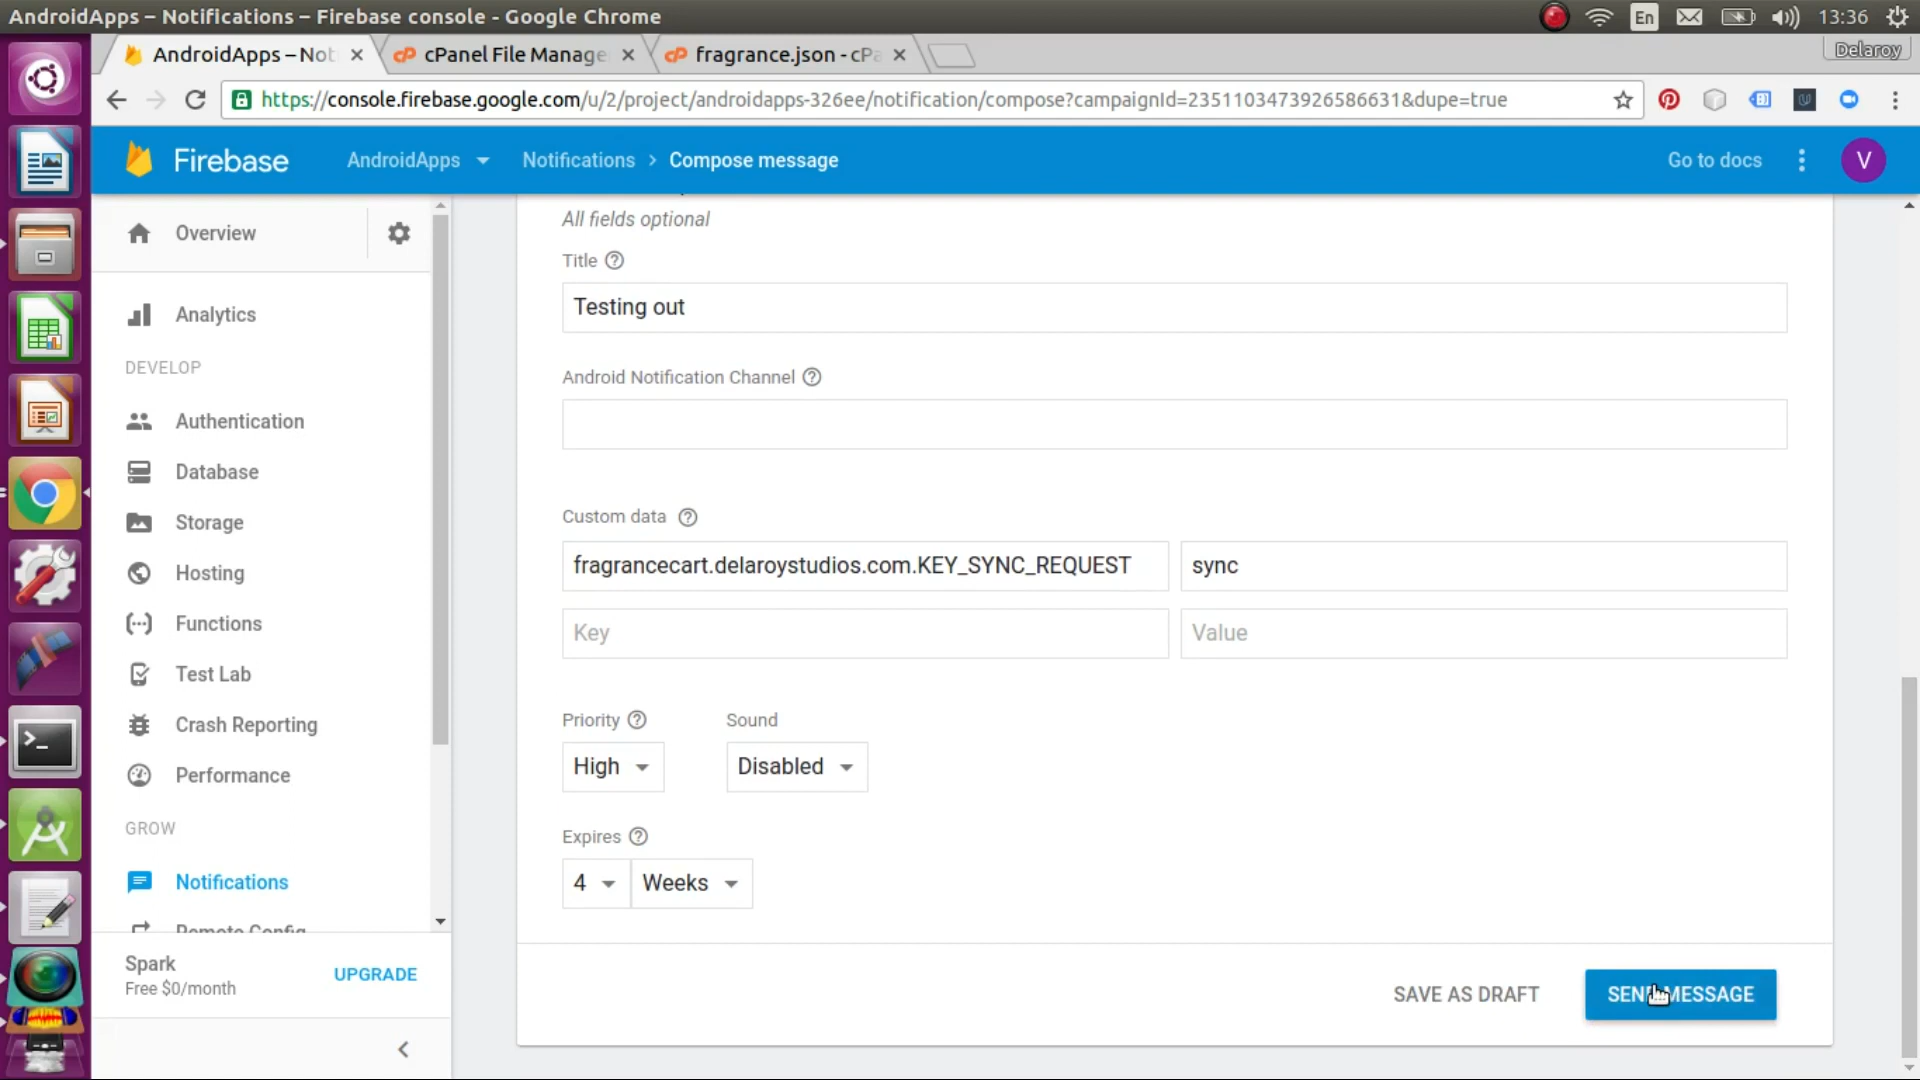 AndroidApps – Notifications – Firebase console - Google Chrome
En
13:36
AndroidApps – Not
cPanel File Manage
fragrance.json - cPa
Delaroy
https://console.firebase.google.com/u/2/project/androidapps-326ee/notification/compose?campaignId=2351103473926586631&dupe=true
Firebase
AndroidApps
Notifications > Compose message
Go to docs
V
Overview
Analytics
DEVELOP
Authentication
Database
Storage
Hosting
Functions
Test Lab
Crash Reporting
Performance
GROW
Notifications
Remote Config
Spark
Free $0/month
UPGRADE
All fields optional
Title
Testing out
Android Notification Channel
Custom data
fragrancecart.delaroystudios.com.KEY_SYNC_REQUEST
sync
Key
Value
Priority
Sound
High
Disabled
Expires
4
Weeks
SAVE AS DRAFT
SEND MESSAGE